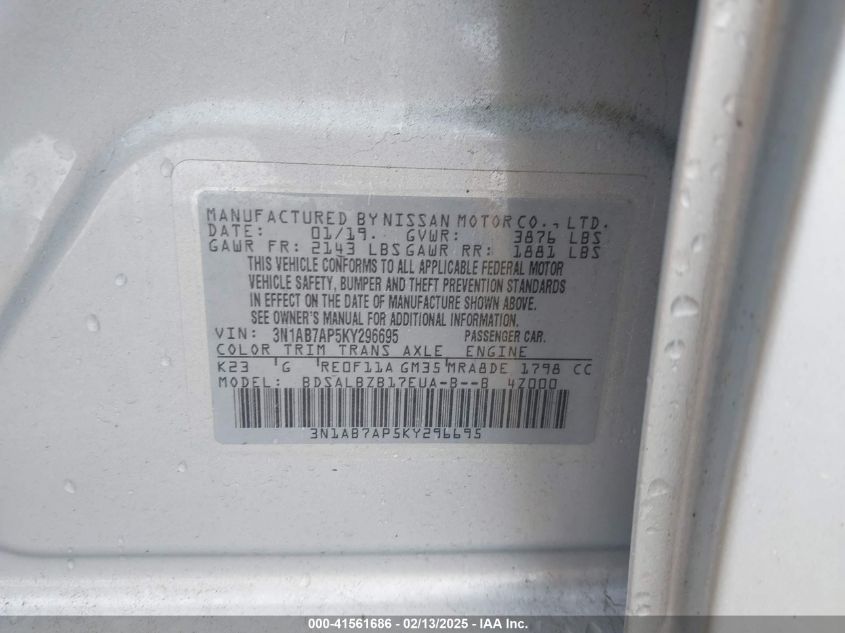 MANUFACTURED BY NISSAN MOTOR CO., LTD.
DATE: 01/19. GVWR: 3876 LBS
GAWR FR: 2143 LBS GAWR RR: 1881 LBS
THIS VEHICLE CONFORMS TO ALL APPLICABLE FEDERAL MOTOR
VEHICLE SAFETY, BUMPER AND THEFT PREVENTION STANDARDS
IN EFFECT ON THE DATE OF MANUFACTURE SHOWN ABOVE.
SEE OWNER'S MANUAL FOR ADDITIONAL INFORMATION.
VIN: 3N1AB7AP5KY296695 PASSENGER CAR.
COLOR TRIM TRANS AXLE ENGINE
K23 G RE0F11A GM35 MRA8DE 1798 CC
MODEL: BDSALBZB17EUA-B--B 4Z000
3N1AB7AP5KY296695
000-41561686 - 02/13/2025 - IAA Inc.